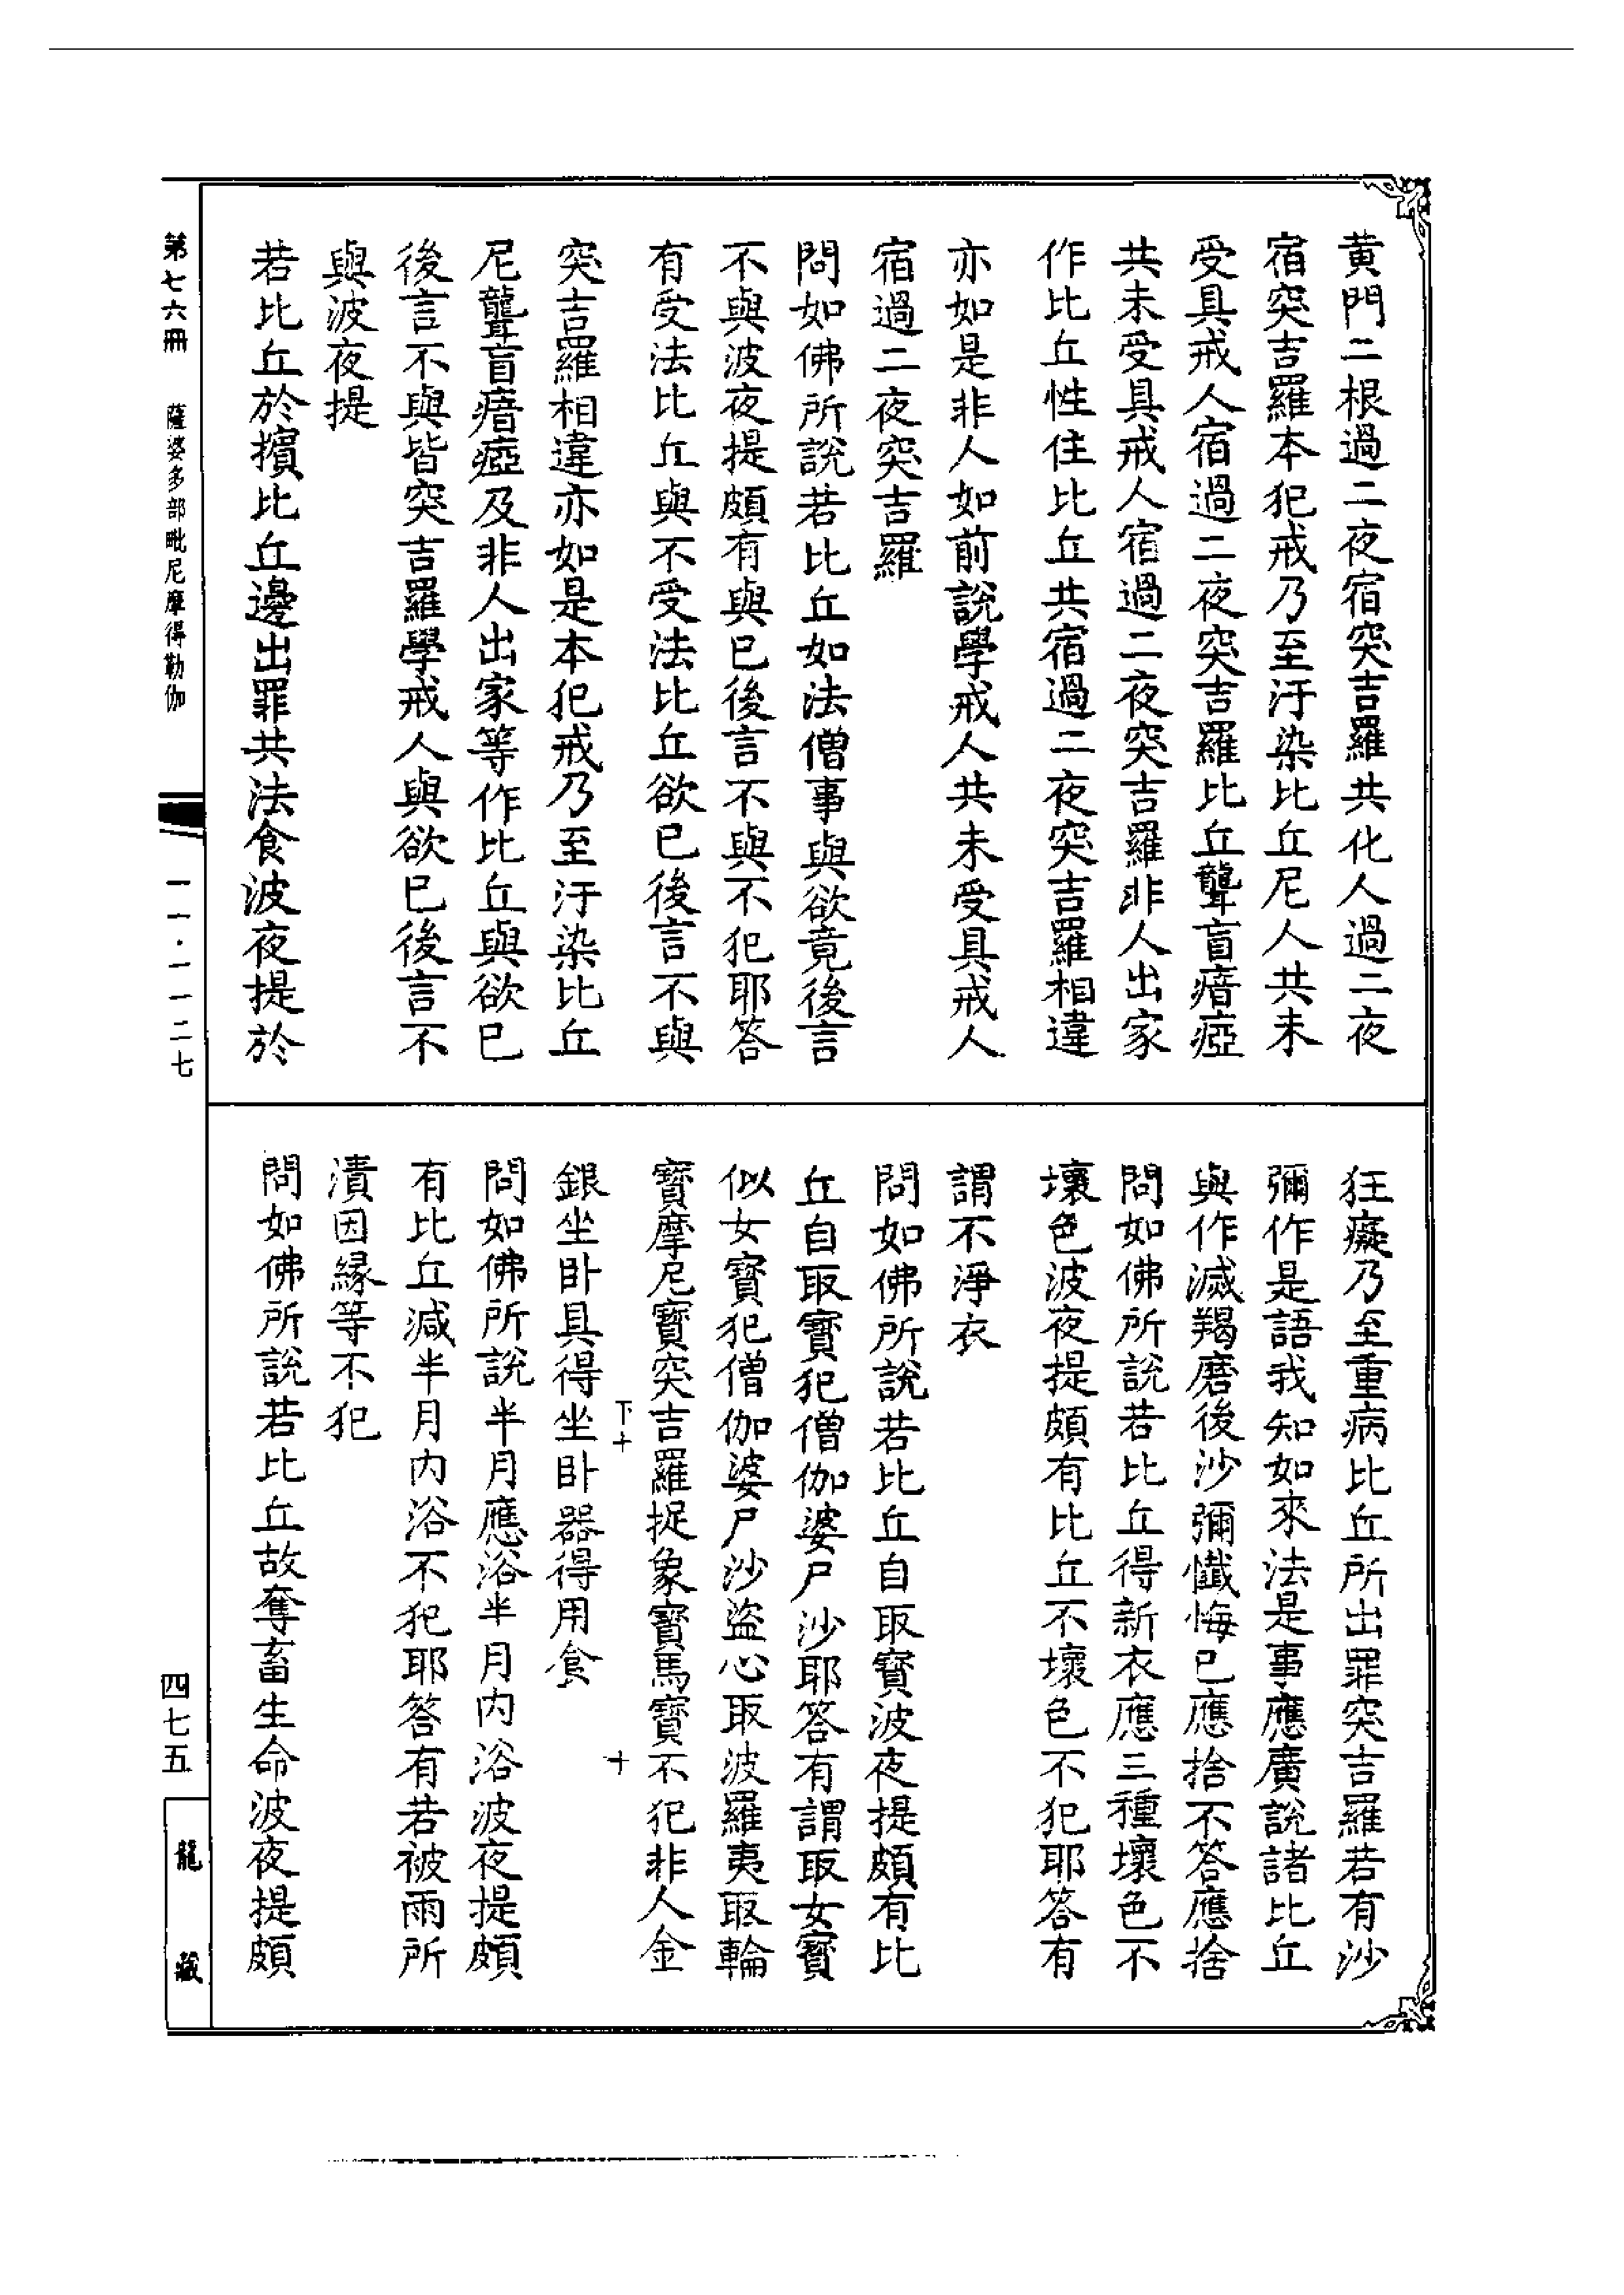 黄門二根過二夜宿突吉羅共化人過二夜
宿突吉羅本犯戒乃至汙染比丘尼人共未
受具戒人宿過二夜突吉羅比丘聾盲瘖瘂
共未受具戒人宿過二夜突吉羅非人出家
作比丘性住比丘共宿過二夜突吉羅相違
亦如是非人如前說學戒人共未受具戒人
宿過二夜突吉羅
問如佛所說若比丘如法僧事與欲竟後言
不與波夜提頗有與已後言不與不犯耶答
有受法比丘與不受法比丘欲已後言不與
突吉羅相違亦如是本犯戒乃至汙染比丘
尼聾盲瘖瘂及非人出家等作比丘與欲已
後言不與皆突吉羅學戒人與欲已後言不
與波夜提
若比丘於擯比丘邊出罪共法食波夜提於
狂癡乃至重病比丘所出罪突吉羅若有沙
彌作是語我知如來法是事應廣說諸比丘
與作滅羯磨後沙彌懺悔已應捨不答應捨
問如佛所說若比丘得新衣應三種壞色不
壞色波夜提頗有比丘不壞色不犯耶答有
謂不淨衣
問如佛所說若比丘自取寳波夜提頗有比
丘自取寳犯僧伽婆尸沙耶答有謂取女寳
似女寳犯僧伽婆尸沙盜心取波羅夷取輪
寳摩尼寳突吉羅捉象寳馬寳不犯非人金
下十
十
銀坐卧具得坐卧器得用食
問如佛所說半月應浴半月內浴波夜提頗
有比丘減半月內浴不犯耶答有若被雨所
漬因緣等不犯
問如佛所說若比丘故奪畜生命波夜提頗
第七六冊 薩婆多部毗尼摩得勒伽
一一·一一二七
四七五
龍藏